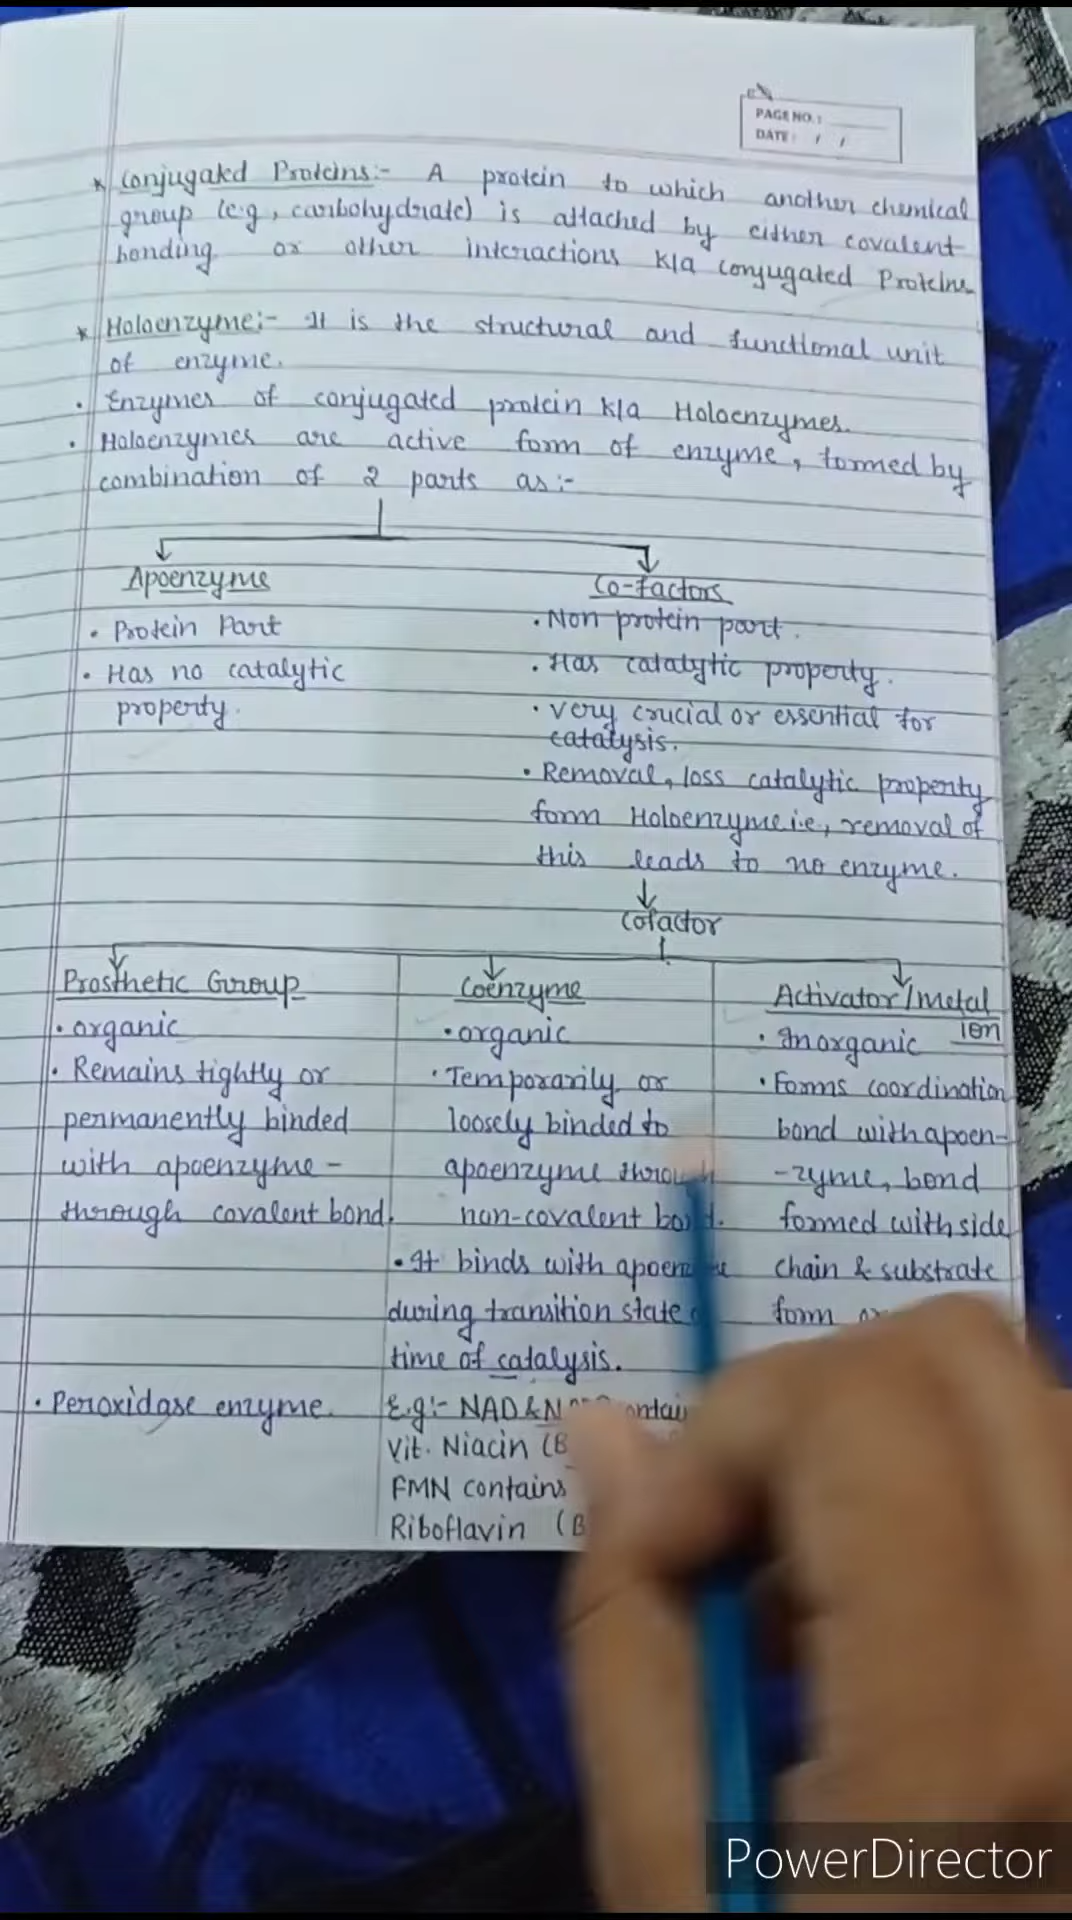 PAGE NO.:
DATE: / /
* Conjugated Proteins:- A protein to which another chemical
group (e.g, carbohydrate) is attached by either covalent
bonding or other interactions k/a conjugated Proteins.
* Holoenzyme:- It is the structural and functional unit
of enzyme.
• Enzymes of conjugated protein k/a Holoenzymes.
• Holoenzymes are active form of enzyme, formed by
combination of 2 parts as:-
Apoenzyme
• Protein Part
• Has no catalytic
property.
Co-factors
• Non protein part.
• Has catalytic property.
• very crucial or essential for
catalysis.
• Removal, loss catalytic property
form Holoenzyme i.e., removal of
this leads to no enzyme.
Cofactor
Prosthetic Group
• organic
• Remains tightly or
permanently binded
with apoenzyme -
through covalent bond.
• Peroxidase enzyme.
Coenzyme
• organic
• Temporarily or
loosely binded to
apoenzyme through
non-covalent bond.
• It binds with
during transition state
time of catalysis.
E.g:- NAD &
Vit. Niacin (B
FMN contains
Riboflavin (B
Activator/Metal
ion
• Inorganic
• Forms coordination
bond with apoen-
-zyme, bond
formed with side
chain & substrate
form
PowerDirector